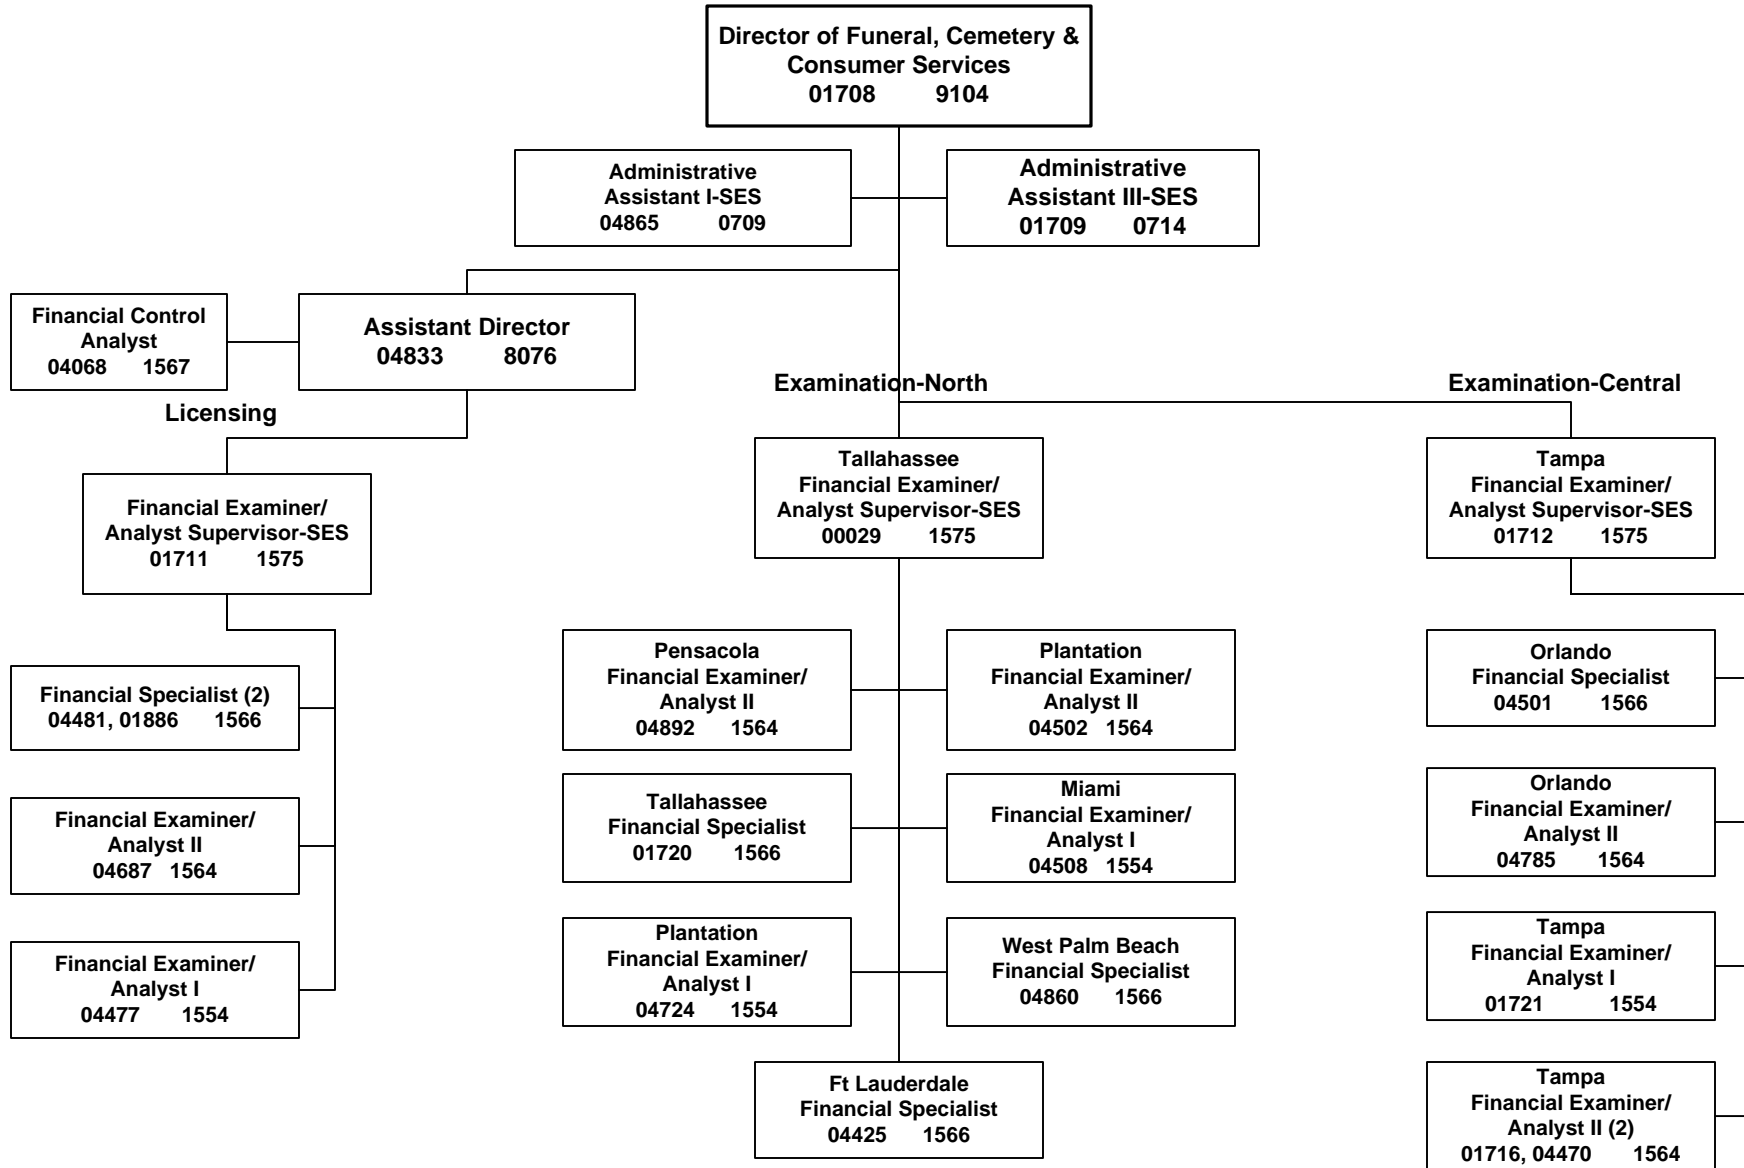 Director of Funeral, Cemetery &
Consumer Services
01708 9104
Administrative
Assistant I-SES
04865 0709
Administrative
Assistant III-SES
01709 0714
Financial Control
Analyst
04068 1567
Assistant Director
04833 8076
Licensing
Examination-North
Examination-Central
Financial Examiner/
Analyst Supervisor-SES
01711 1575
Tallahassee
Financial Examiner/
Analyst Supervisor-SES
00029 1575
Tampa
Financial Examiner/
Analyst Supervisor-SES
01712 1575
Financial Specialist (2)
04481, 01886 1566
Financial Examiner/
Analyst II
04687 1564
Financial Examiner/
Analyst I
04477 1554
Pensacola
Financial Examiner/
Analyst II
04892 1564
Plantation
Financial Examiner/
Analyst II
04502 1564
Tallahassee
Financial Specialist
01720 1566
Miami
Financial Examiner/
Analyst I
04508 1554
Plantation
Financial Examiner/
Analyst I
04724 1554
West Palm Beach
Financial Specialist
04860 1566
Ft Lauderdale
Financial Specialist
04425 1566
Orlando
Financial Specialist
04501 1566
Orlando
Financial Examiner/
Analyst II
04785 1564
Tampa
Financial Examiner/
Analyst I
01721 1554
Tampa
Financial Examiner/
Analyst II (2)
01716, 04470 1564